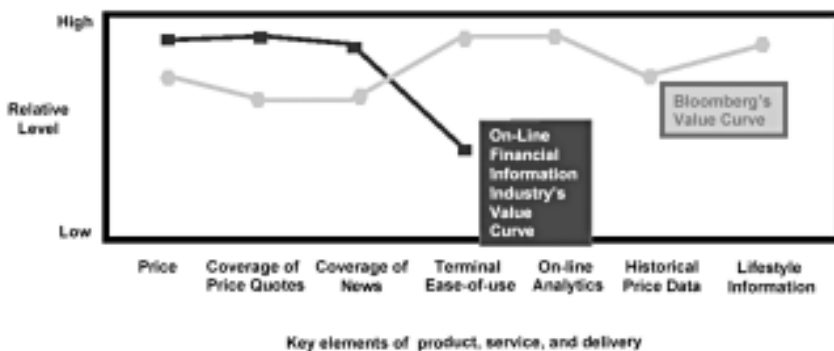 High
Relative
Level
Low
Bloomberg's
Value Curve
On-Line
Financial
Information
Industry's
Value
Curve
Price
Coverage of
Price Quotes
Coverage of
News
Terminal
Ease-of-use
On-line
Analytics
Historical
Price Data
Lifestyle
Information
Key elements of product, service, and delivery